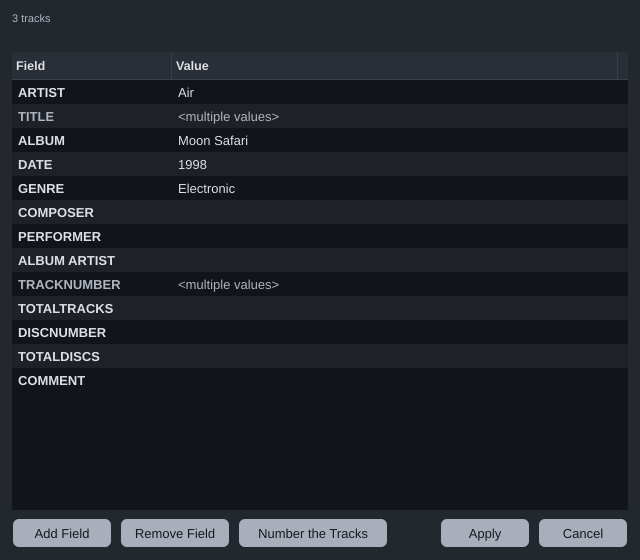 3 tracks
Field Value
ARTIST Air
TITLE <multiple values>
ALBUM Moon Safari
DATE 1998
GENRE Electronic
COMPOSER
PERFORMER
ALBUM ARTIST
TRACKNUMBER <multiple values>
TOTALTRACKS
DISCNUMBER
TOTALDISCS
COMMENT
Add Field Remove Field Number the Tracks Apply Cancel